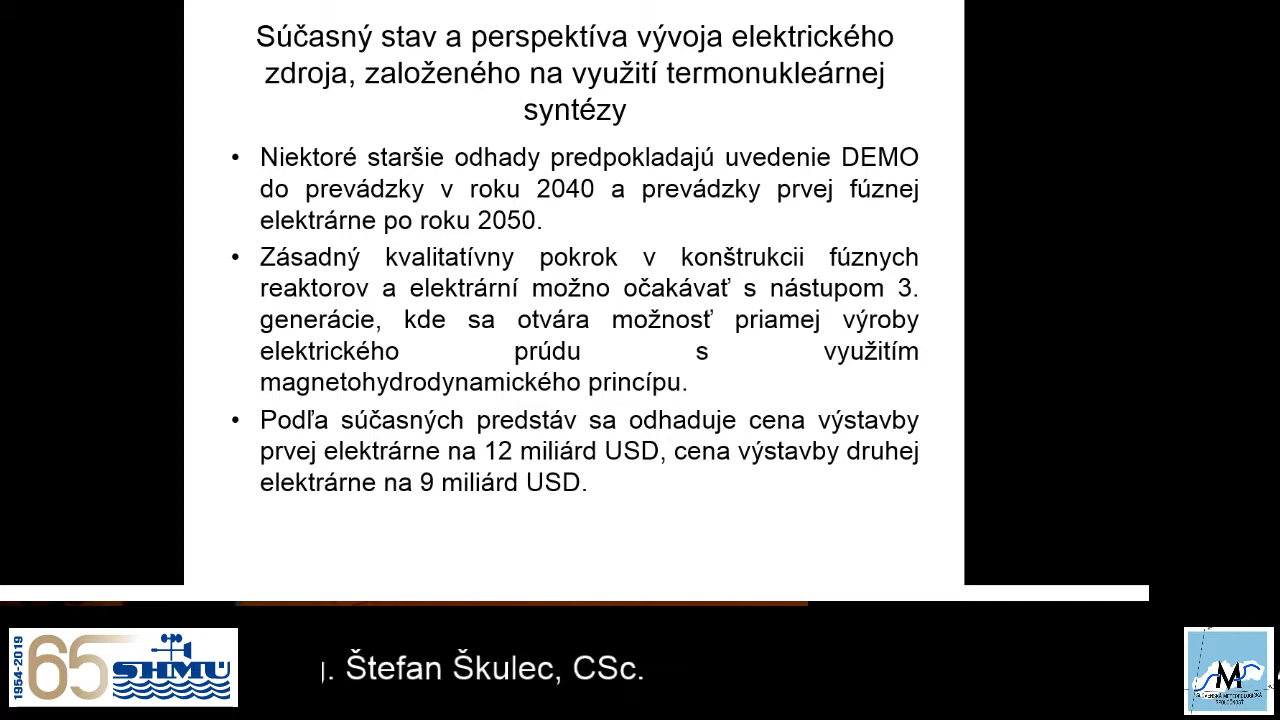 Súčasný stav a perspektíva vývoja elektrického
zdroja, založeného na využití termonukleárnej
syntézy
• Niektoré staršie odhady predpokladajú uvedenie DEMO
do prevádzky v roku 2040 a prevádzky prvej fúznej
elektrárne po roku 2050.
• Zásadný kvalitatívny pokrok v konštrukcii fúznych
reaktorov a elektrární možno očakávať s nástupom 3.
generácie, kde sa otvára možnosť priamej výroby
elektrického prúdu s využitím
magnetohydrodynamického princípu.
• Podľa súčasných predstáv sa odhaduje cena výstavby
prvej elektrárne na 12 miliárd USD, cena výstavby druhej
elektrárne na 9 miliárd USD.
1954-2019
65
SHMU
. Štefan Škulec, CSc.
M
SLOVENSKÁ METEOROLOGICKÁ
SPOLOČNOSŤ